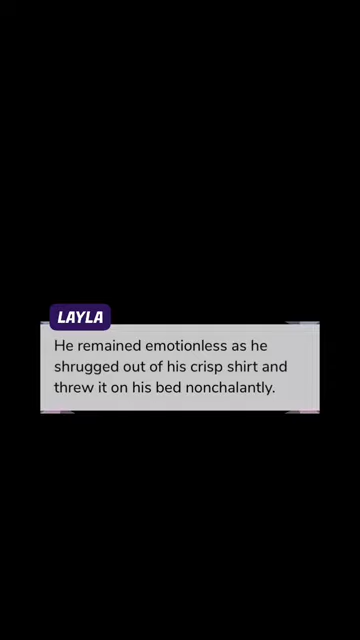 LAYLA
He remained emotionless as he
shrugged out of his crisp shirt and
threw it on his bed nonchalantly.